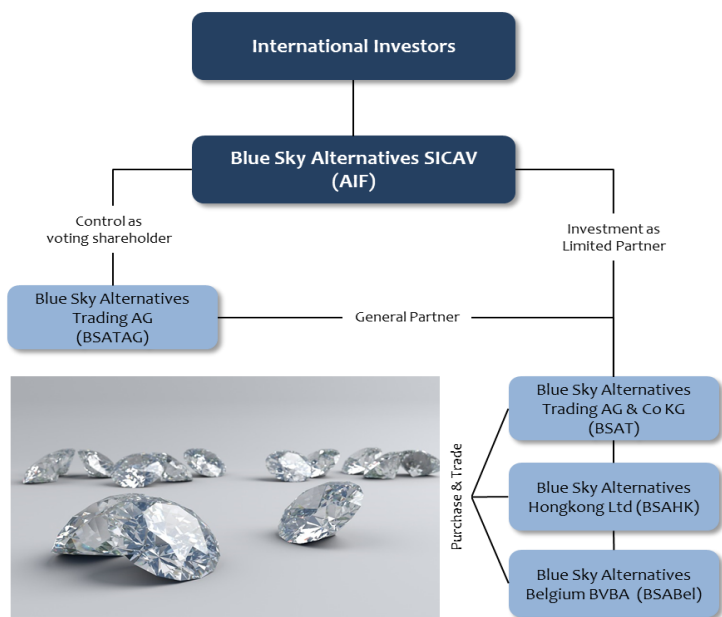 International Investors
Blue Sky Alternatives SICAV
(AIF)
Control as
voting shareholder
Investment as
Limited Partner
Blue Sky Alternatives
Trading AG
(BSATAG)
General Partner
Blue Sky Alternatives
Trading AG & Co KG
(BSAT)
Purchase & Trade
Blue Sky Alternatives
Hongkong Ltd (BSAHK)
Blue Sky Alternatives
Belgium BVBA (BSABel)